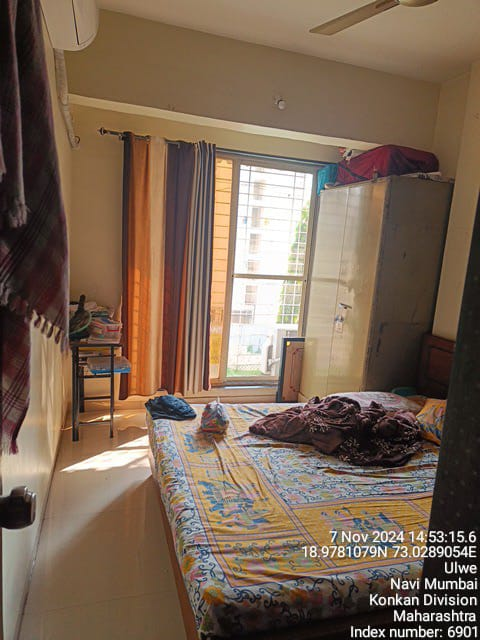 7 Nov 2024 14:53:15.6
18.9781079N 73.0289054E
Ulwe
Navi Mumbai
Konkan Division
Maharashtra
Index number: 6901